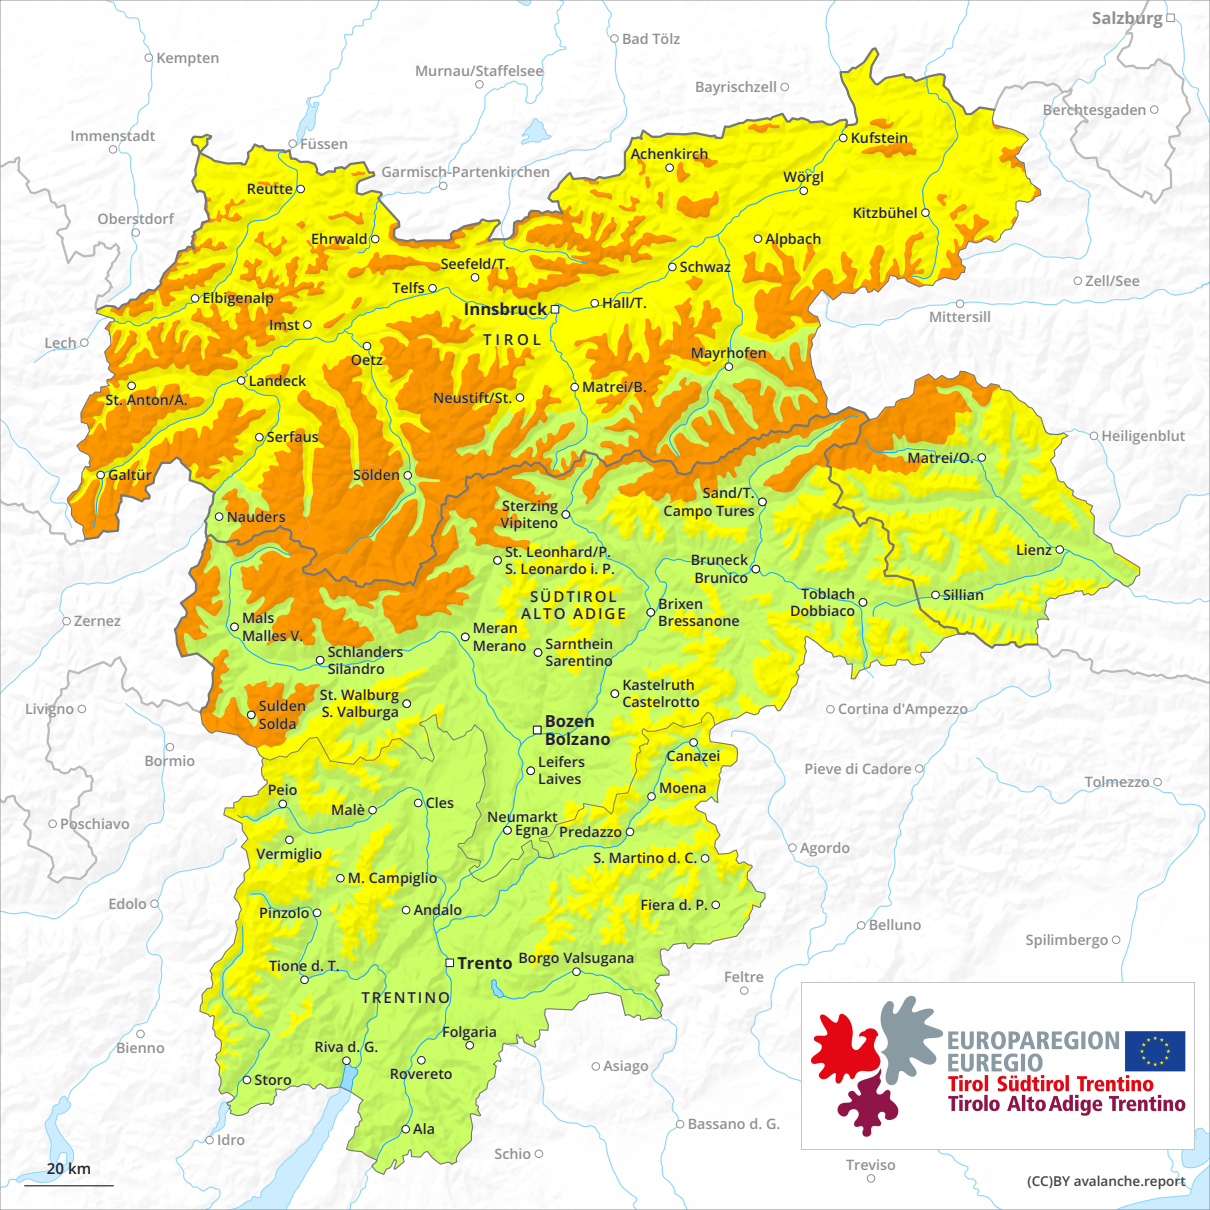 Salzburg
Bad Tölz
Kempten
Murnau/Staffelsee
Bayrischzell
Berchtesgaden
Immenstadt
Kufstein
Füssen
Achenkirch
Garmisch-Partenkirchen
Wörgl
Reutte
Oberstdorf
Kitzbühel
Ehrwald
Alpbach
Seefeld/T.
Schwaz
Zell/See
Telfs
Elbigenalp
Hall/T.
Innsbruck
Mittersill
Imst
TIROL
Lech
Mayrhofen
Oetz
Landeck
Matrei/B.
St. Anton/A.
Neustift/St.
Serfaus
Heiligenblut
Matrei/O.
Galtür
Sölden
Sand/T.
Campo Tures
Sterzing
Vipiteno
Nauders
St. Leonhard/P.
S. Leonardo i. P.
Lienz
Bruneck
Brunico
SÜDTIROL
ALTO ADIGE
Toblach
Dobbiaco
Sillian
Brixen
Bressanone
Zernez
Mals
Malles V.
Meran
Merano
Sarnthein
Sarentino
Schlanders
Silandro
Kastelruth
Castelrotto
St. Walburg
S. Valburga
Livigno
Sulden
Solda
Cortina d'Ampezzo
Bozen
Bolzano
Bormio
Canazei
Leifers
Laives
Pieve di Cadore
Tolmezzo
Peio
Moena
Malè
Cles
Neumarkt
Egna
Predazzo
Poschiavo
Vermiglio
Agordo
S. Martino d. C.
M. Campiglio
Edolo
Pinzolo
Andalo
Fiera d. P.
Belluno
Spilimbergo
Borgo Valsugana
Trento
Tione d. T.
Feltre
TRENTINO
Folgaria
Bienno
Riva d. G.
Rovereto
Asiago
Storo
EUROPAREGION
EUREGIO
Tirol Südtirol Trentino
Tirolo Alto Adige Trentino
Ala
Bassano d. G.
Idro
Schio
Treviso
20 km
(CC)BY avalanche.report